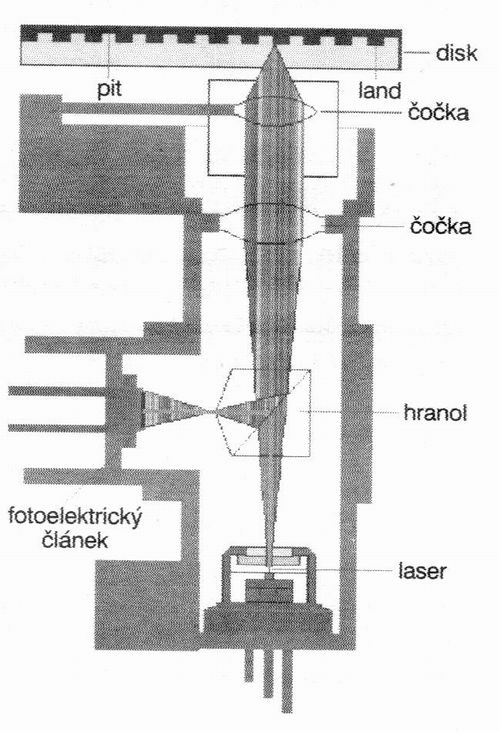 disk
pit
land
čočka
čočka
hranol
fotoelektrický
článek
laser